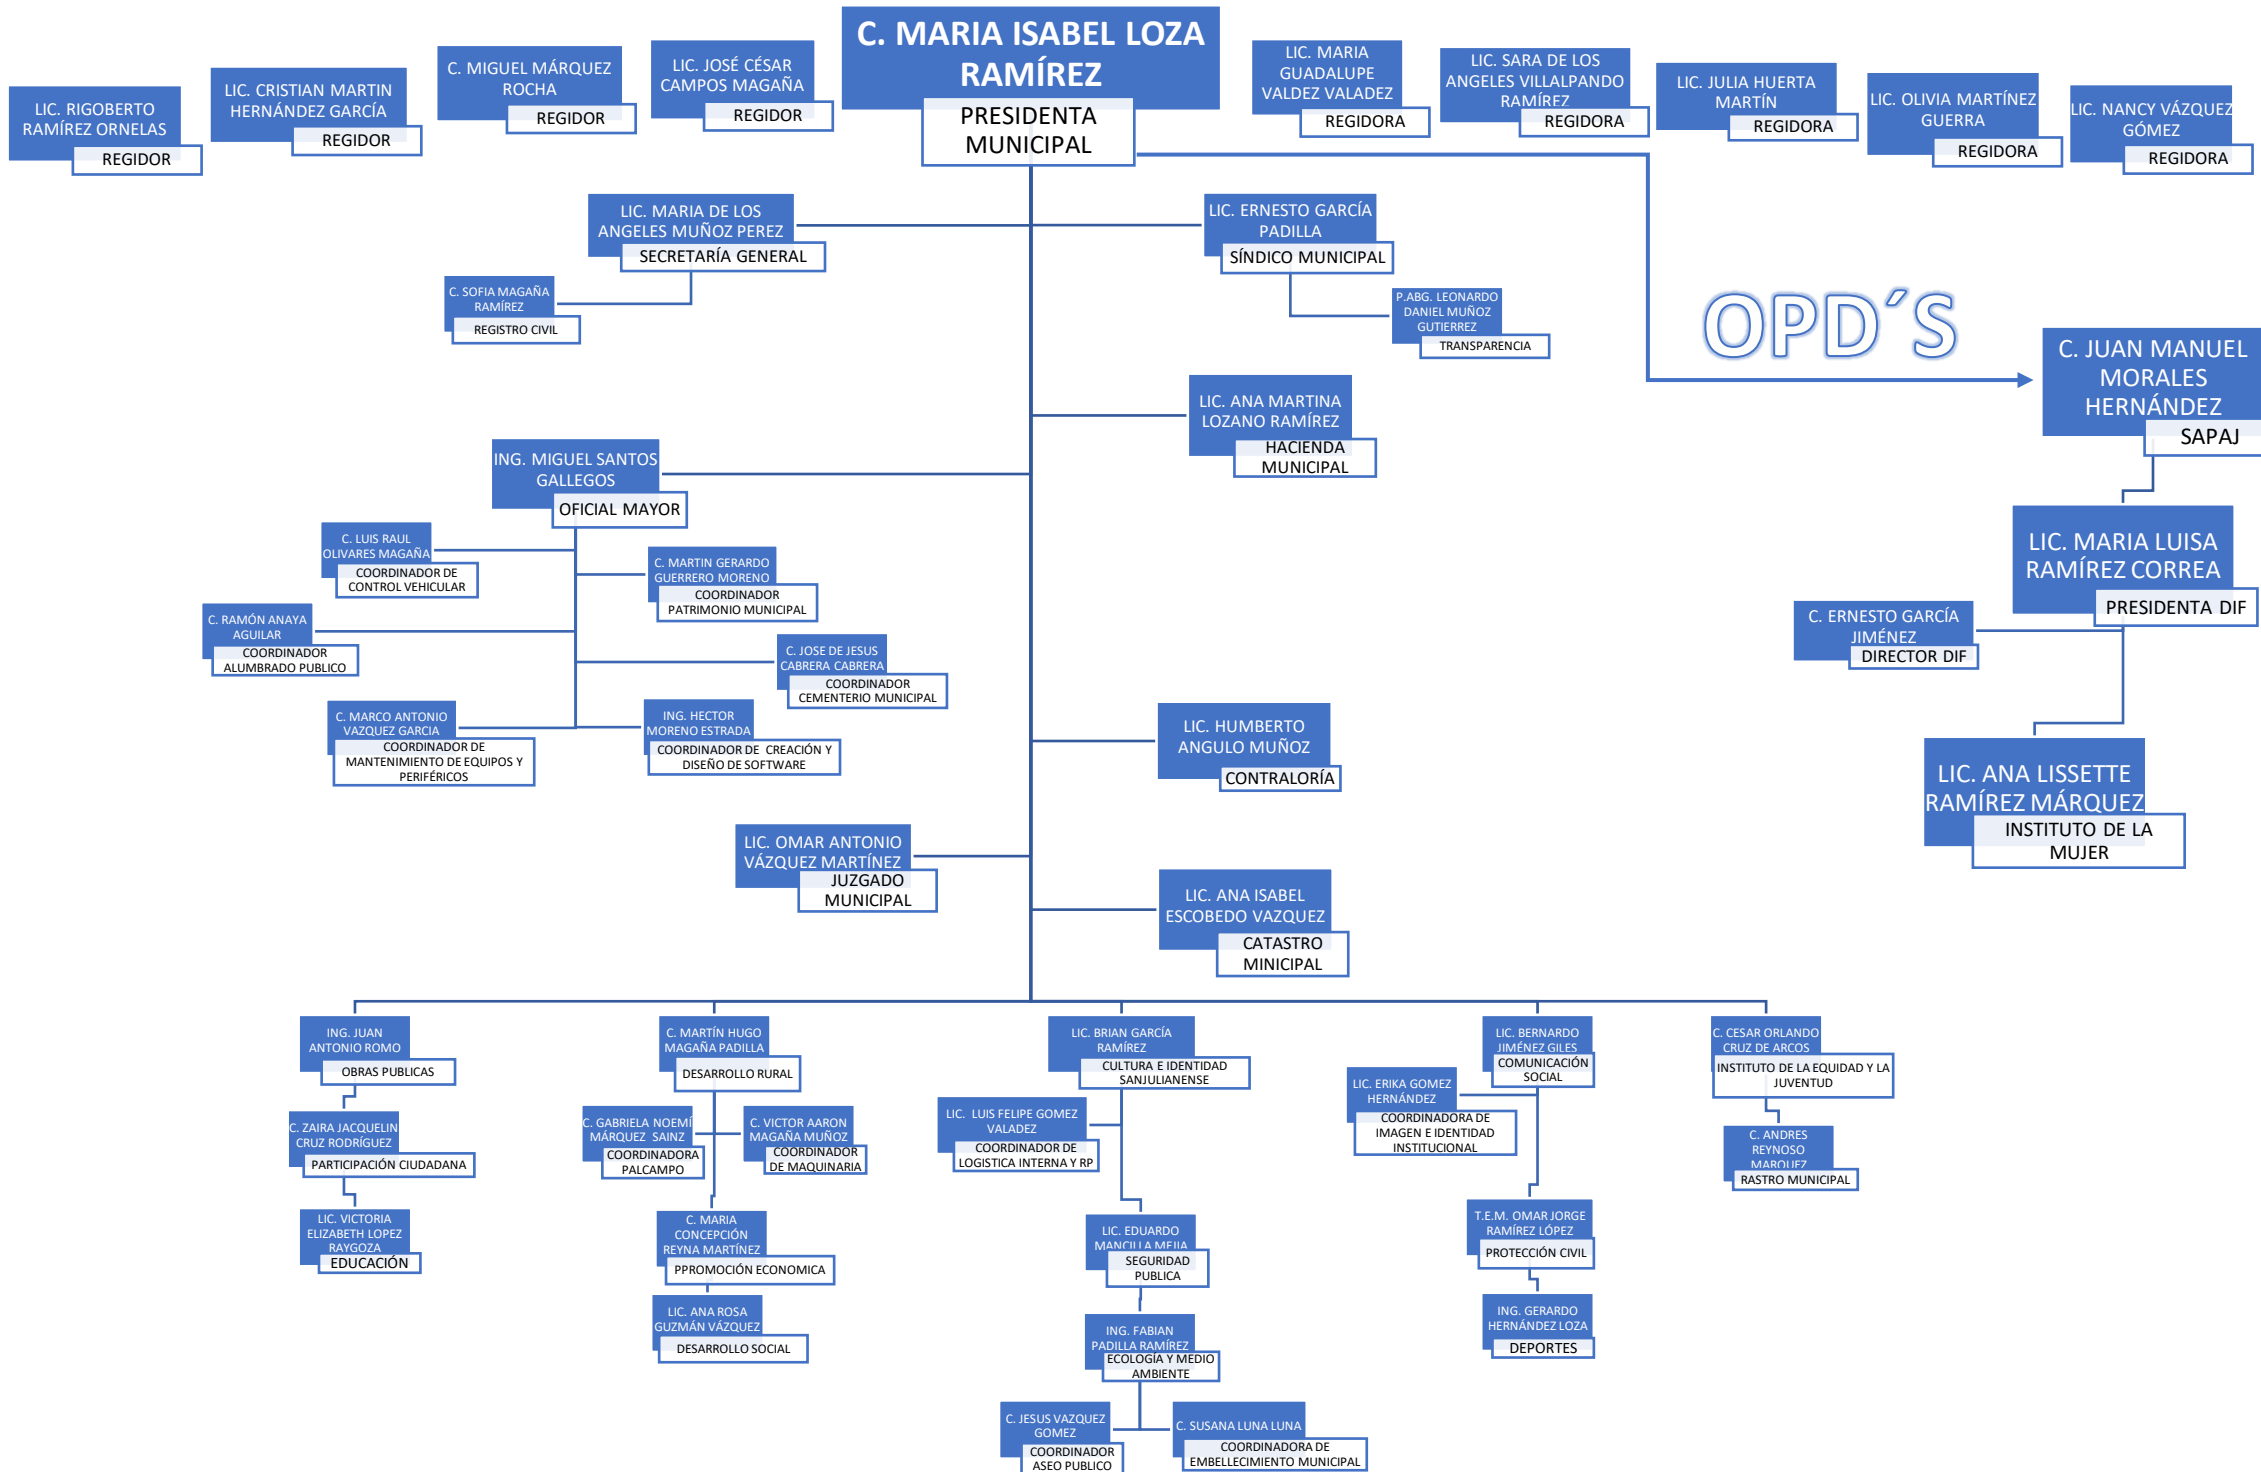 C. MARIA ISABEL LOZA
RAMÍREZ
PRESIDENTA
MUNICIPAL
LIC. RIGOBERTO
RAMÍREZ ORNELAS
REGIDOR
LIC. CRISTIAN MARTIN
HERNÁNDEZ GARCÍA
REGIDOR
C. MIGUEL MÁRQUEZ
ROCHA
REGIDOR
LIC. JOSÉ CÉSAR
CAMPOS MAGAÑA
REGIDOR
LIC. MARIA
GUADALUPE
VALDEZ VALADEZ
REGIDORA
LIC. SARA DE LOS
ANGELES VILLALPANDO
RAMÍREZ
REGIDORA
LIC. JULIA HUERTA
MARTÍN
REGIDORA
LIC. OLIVIA MARTÍNEZ
GUERRA
REGIDORA
LIC. NANCY VÁZQUEZ
GÓMEZ
REGIDORA
LIC. MARIA DE LOS
ANGELES MUÑOZ PEREZ
SECRETARÍA GENERAL
C. SOFIA MAGAÑA
RAMÍREZ
REGISTRO CIVIL
LIC. ERNESTO GARCÍA
PADILLA
SÍNDICO MUNICIPAL
P.ABG. LEONARDO
DANIEL MUÑOZ
GUTIERREZ
TRANSPARENCIA
OPD´S
C. JUAN MANUEL
MORALES
HERNÁNDEZ
SAPAJ
LIC. MARIA LUISA
RAMÍREZ CORREA
PRESIDENTA DIF
C. ERNESTO GARCÍA
JIMÉNEZ
DIRECTOR DIF
LIC. ANA LISSETTE
RAMÍREZ MÁRQUEZ
INSTITUTO DE LA
MUJER
LIC. ANA MARTINA
LOZANO RAMÍREZ
HACIENDA
MUNICIPAL
ING. MIGUEL SANTOS
GALLEGOS
OFICIAL MAYOR
C. LUIS RAUL
OLIVARES MAGAÑA
COORDINADOR DE
CONTROL VEHICULAR
C. MARTIN GERARDO
GUERRERO MORENO
COORDINADOR
PATRIMONIO MUNICIPAL
C. RAMÓN ANAYA
AGUILAR
COORDINADOR
ALUMBRADO PUBLICO
C. JOSE DE JESUS
CABRERA CABRERA
COORDINADOR
CEMENTERIO MUNICIPAL
C. MARCO ANTONIO
VAZQUEZ GARCIA
COORDINADOR DE
MANTENIMIENTO DE EQUIPOS Y
PERIFÉRICOS
ING. HECTOR
MORENO ESTRADA
COORDINADOR DE CREACIÓN Y
DISEÑO DE SOFTWARE
LIC. HUMBERTO
ANGULO MUÑOZ
CONTRALORÍA
LIC. OMAR ANTONIO
VÁZQUEZ MARTÍNEZ
JUZGADO
MUNICIPAL
LIC. ANA ISABEL
ESCOBEDO VAZQUEZ
CATASTRO
MINICIPAL
ING. JUAN
ANTONIO ROMO
OBRAS PUBLICAS
C. ZAIRA JACQUELIN
CRUZ RODRÍGUEZ
PARTICIPACIÓN CIUDADANA
LIC. VICTORIA
ELIZABETH LOPEZ
RAYGOZA
EDUCACIÓN
C. MARTÍN HUGO
MAGAÑA PADILLA
DESARROLLO RURAL
C. GABRIELA NOEMÍ
MÁRQUEZ SAINZ
COORDINADORA
PALCAMPO
C. VICTOR AARON
MAGAÑA MUÑOZ
COORDINADOR
DE MAQUINARIA
C. MARIA
CONCEPCIÓN
REYNA MARTÍNEZ
PPROMOCIÓN ECONOMICA
LIC. ANA ROSA
GUZMÁN VÁZQUEZ
DESARROLLO SOCIAL
LIC. BRIAN GARCÍA
RAMÍREZ
CULTURA E IDENTIDAD
SANJULIANENSE
LIC. LUIS FELIPE GOMEZ
VALADEZ
COORDINADOR DE
LOGISTICA INTERNA Y RP
LIC. EDUARDO
MANCILLA MEJIA
SEGURIDAD
PUBLICA
ING. FABIAN
PADILLA RAMÍREZ
ECOLOGÍA Y MEDIO
AMBIENTE
C. JESUS VAZQUEZ
GOMEZ
COORDINADOR
ASEO PUBLICO
C. SUSANA LUNA LUNA
COORDINADORA DE
EMBELLECIMIENTO MUNICIPAL
LIC. BERNARDO
JIMÉNEZ GILES
COMUNICACIÓN
SOCIAL
LIC. ERIKA GOMEZ
HERNÁNDEZ
COORDINADORA DE
IMAGEN E IDENTIDAD
INSTITUCIONAL
T.E.M. OMAR JORGE
RAMÍREZ LÓPEZ
PROTECCIÓN CIVIL
ING. GERARDO
HERNÁNDEZ LOZA
DEPORTES
C. CESAR ORLANDO
CRUZ DE ARCOS
INSTITUTO DE LA EQUIDAD Y LA
JUVENTUD
C. ANDRES
REYNOSO
MARQUEZ
RASTRO MUNICIPAL